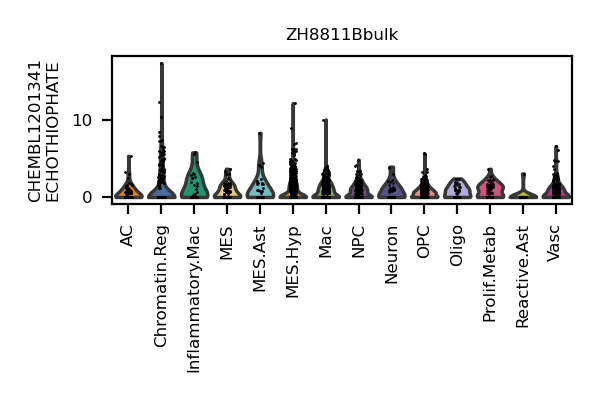 ZH8811Bbulk
CHEMBL1201341
ECHOTHIOPHATE
10
0
AC
Chromatin.Reg
Inflammatory.Mac
MES
MES.Ast
MES.Hyp
Mac
NPC
Neuron
OPC
Oligo
Prolif.Metab
Reactive.Ast
Vasc